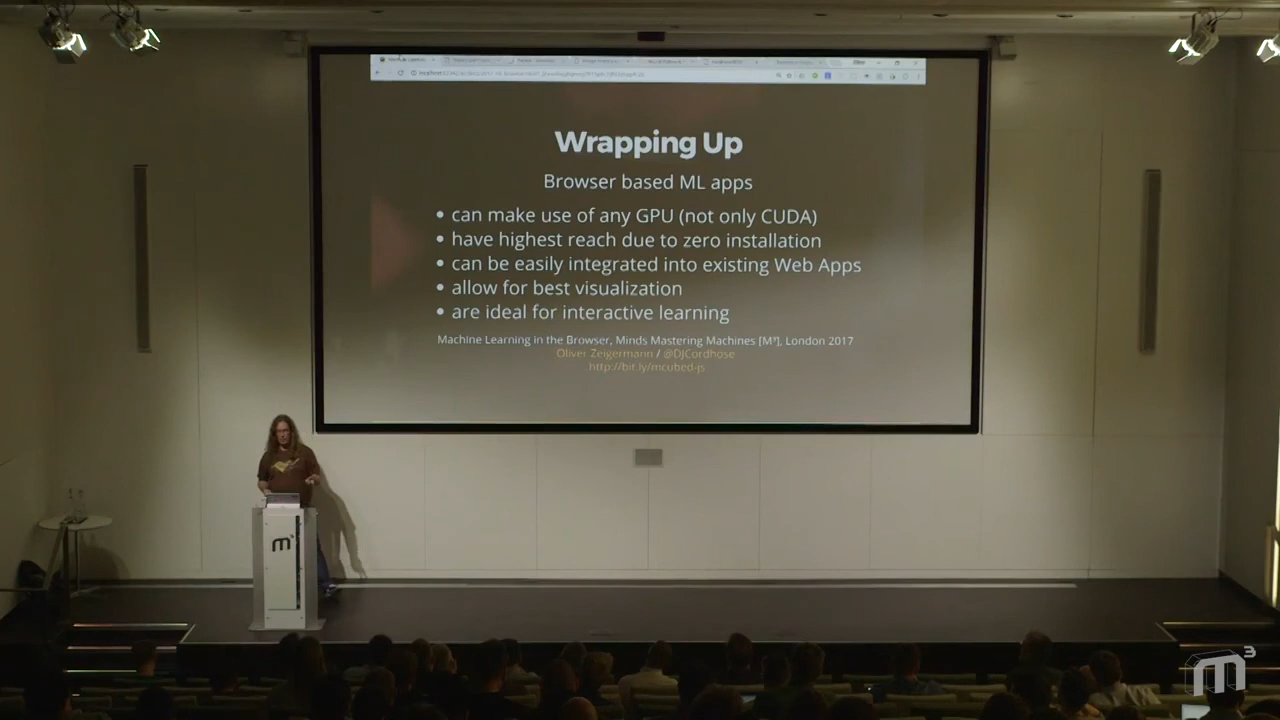 Wrapping Up
Browser based ML apps
• can make use of any GPU (not only CUDA)
• have highest reach due to zero installation
• can be easily integrated into existing Web Apps
• allow for best visualization
• are ideal for interactive learning
Machine Learning in the Browser, Minds Mastering Machines [M³], London 2017
Oliver Zeigermann / @DJCordhose
http://bit.ly/mcubed-js
m³
m³